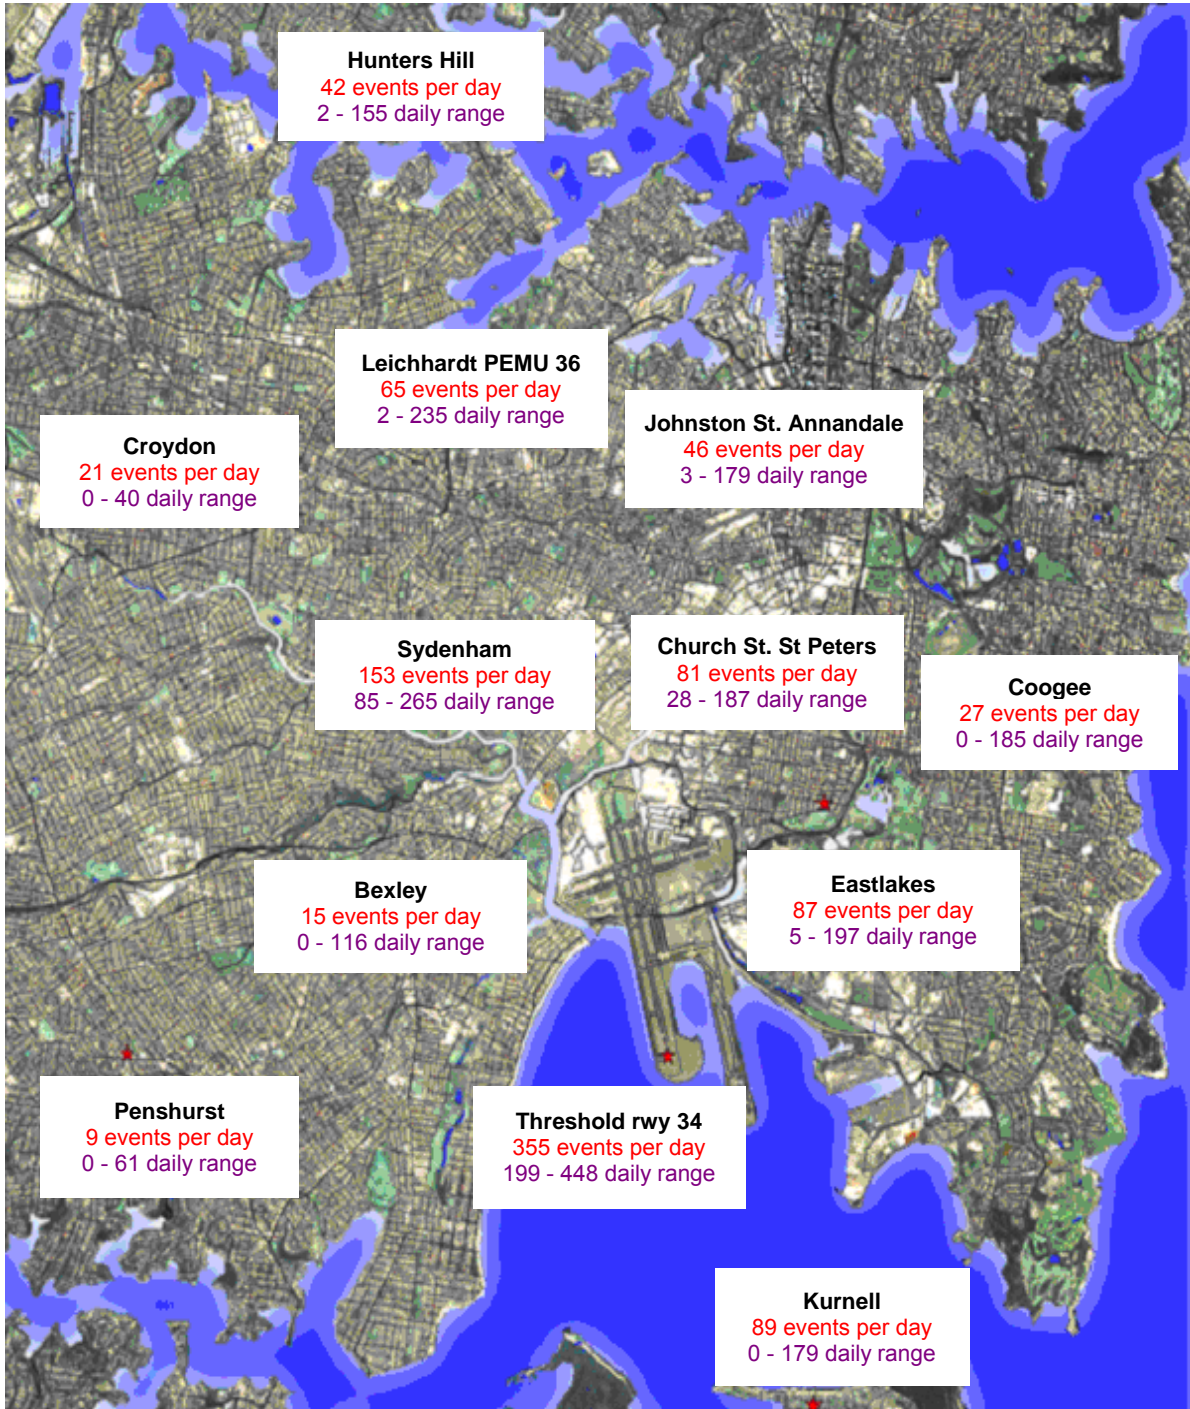 Hunters Hill
42 events per day
2 - 155 daily range
Leichhardt PEMU 36
65 events per day
2 - 235 daily range
Johnston St. Annandale
46 events per day
3 - 179 daily range
Croydon
21 events per day
0 - 40 daily range
Sydenham
153 events per day
85 - 265 daily range
Church St. St Peters
81 events per day
28 - 187 daily range
Coogee
27 events per day
0 - 185 daily range
Bexley
15 events per day
0 - 116 daily range
Eastlakes
87 events per day
5 - 197 daily range
Penshurst
9 events per day
0 - 61 daily range
Threshold rwy 34
355 events per day
199 - 448 daily range
Kurnell
89 events per day
0 - 179 daily range